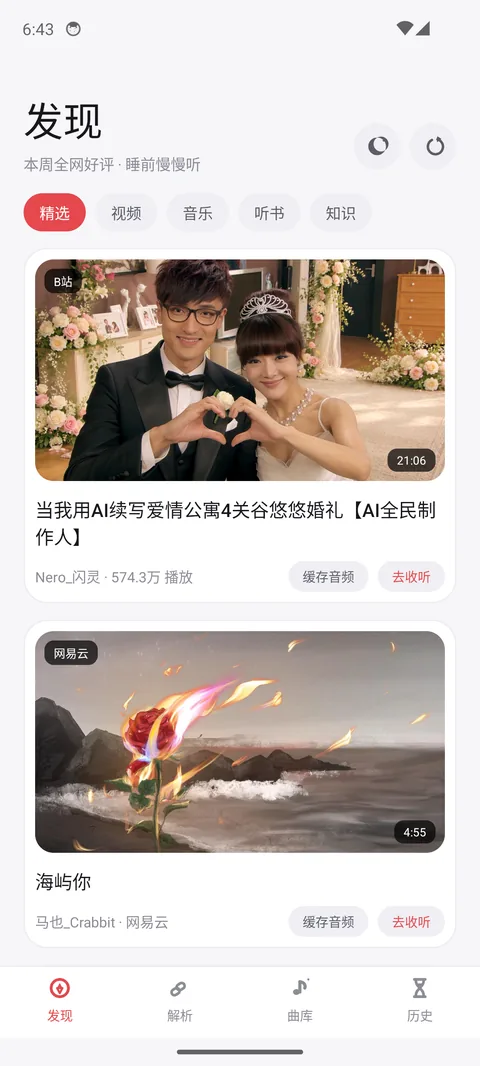 6:43
发现
本周全网好评 · 睡前慢慢听
精选
视频
音乐
听书
知识
B站
21:06
当我用AI续写爱情公寓4关谷悠悠婚礼【AI全民制
作人】
Nero_闪灵 · 574.3万 播放
缓存音频
去收听
网易云
4:55
海屿你
马也_Crabbit · 网易云
缓存音频
去收听
发现
解析
曲库
历史